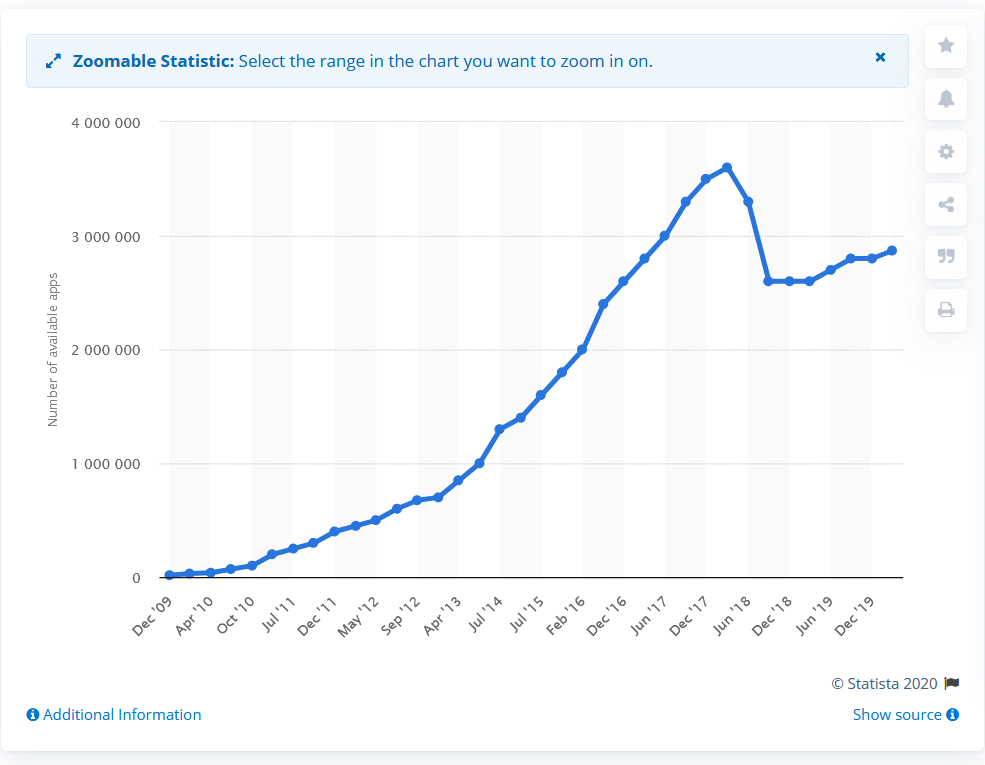 Zoomable Statistic: Select the range in the chart you want to zoom in on.
4 000 000
3 000 000
2 000 000
1 000 000
0
Number of available apps
Dec '09
Apr '10
Oct '10
Jul '11
Dec '11
May '12
Sep '12
Apr '13
Jul '14
Jul '15
Feb '16
Dec '16
Jun '17
Dec '17
Jun '18
Dec '18
Jun '19
Dec '19
© Statista 2020
Additional Information
Show source